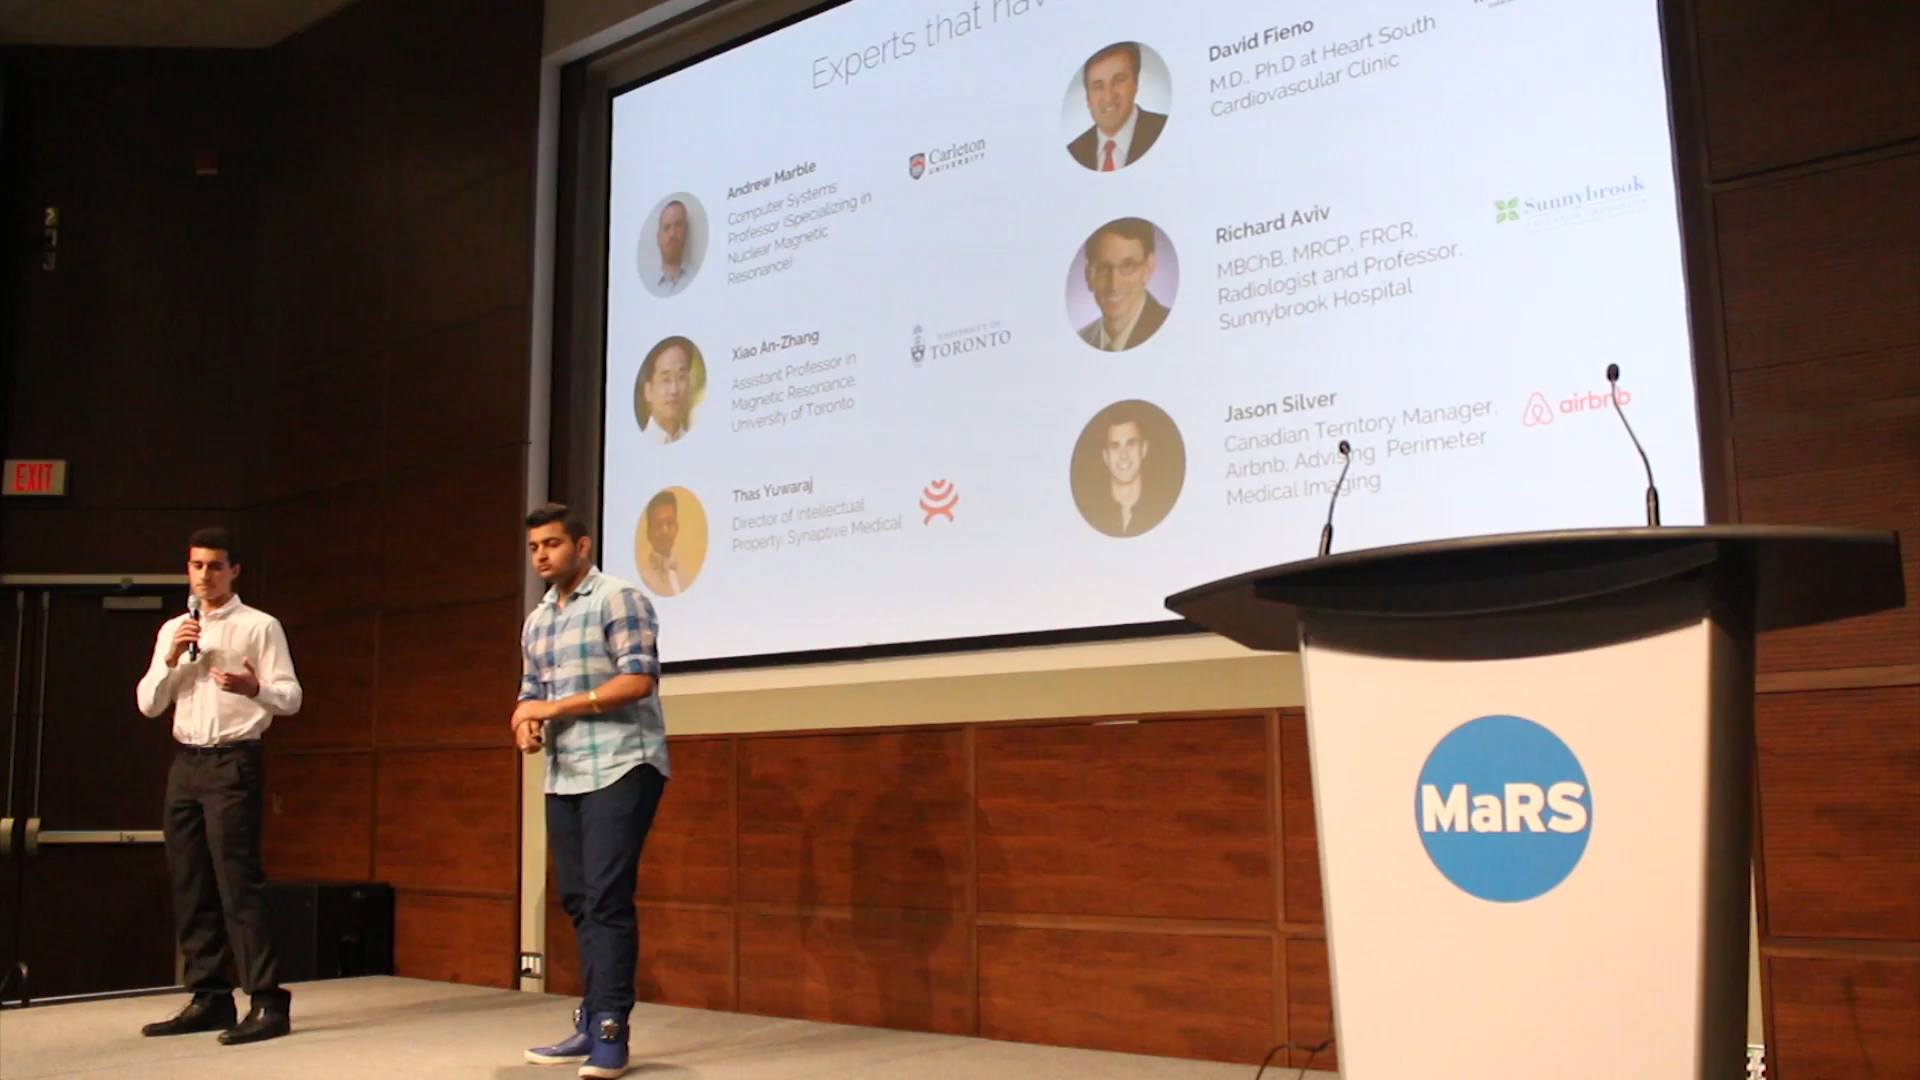 Experts that hav
Andrew Marble
Computer Systems
Professor (Specializing in
Nuclear Magnetic
Resonance)
Carleton
UNIVERSITY
Xiao An-Zhang
Assistant Professor in
Magnetic Resonance,
University of Toronto
UNIVERSITY OF
TORONTO
Thas Yuwaraj
Director of Intellectual
Property, Synaptive Medical
David Fieno
M.D., Ph.D at Heart South
Cardiovascular Clinic
Richard Aviv
MBChB, MRCP, FRCR,
Radiologist and Professor,
Sunnybrook Hospital
Sunnybrook
RESEARCH INSTITUTE
Jason Silver
Canadian Territory Manager,
Airbnb; Advising Perimeter
Medical Imaging
airbnb
EXIT
MaRS